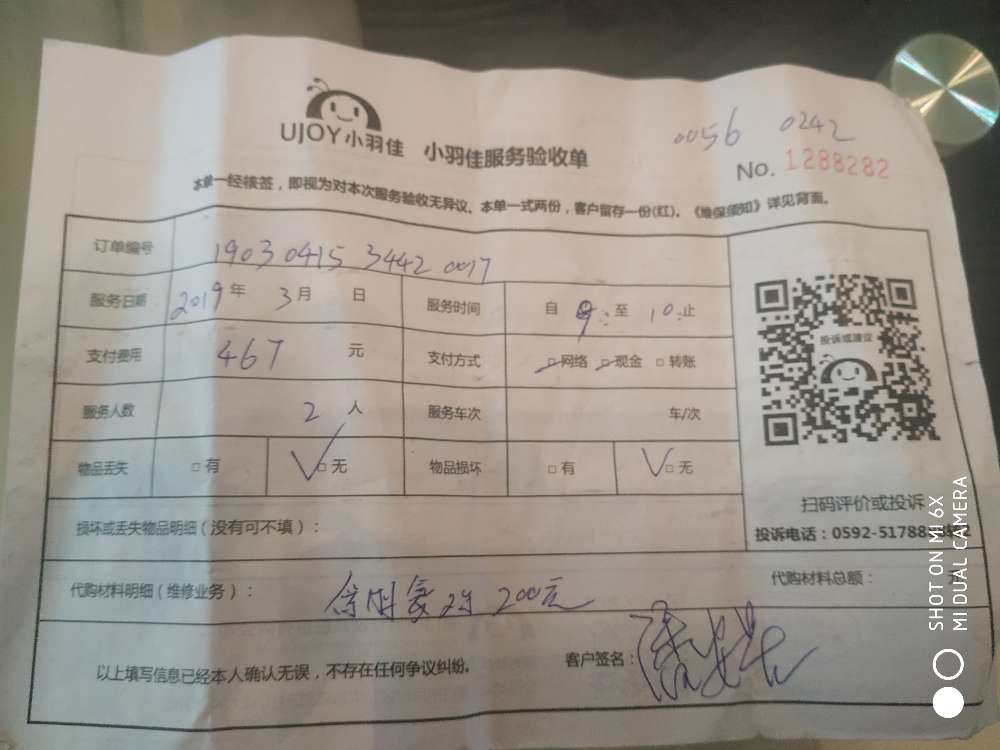 0056 0242
UJOY小羽佳 小羽佳服务验收单
No. 1288282
本单一经核签，即视为对本次服务验收无异议。本单一式两份，客户留存一份(红)。《维保须知》详见背面。
订单编号 19030415 3442 0017
服务日期 2019年 3月 日 服务时间 自 9: 至 10:止
支付费用 467 元 支付方式 □网络 □现金 □转账
投诉或建议
服务人数 2人 服务车次 车/次
物品丢失 □有 □无 物品损坏 □有 □无
扫码评价或投诉
损坏或丢失物品明细（没有可不填）：
投诉电话：0592-51788
代购材料明细（维修业务）： 200元
代购材料总额：
以上填写信息已经本人确认无误，不存在任何争议纠纷。 客户签名：
SHOT ON MI 6X
MI DUAL CAMERA